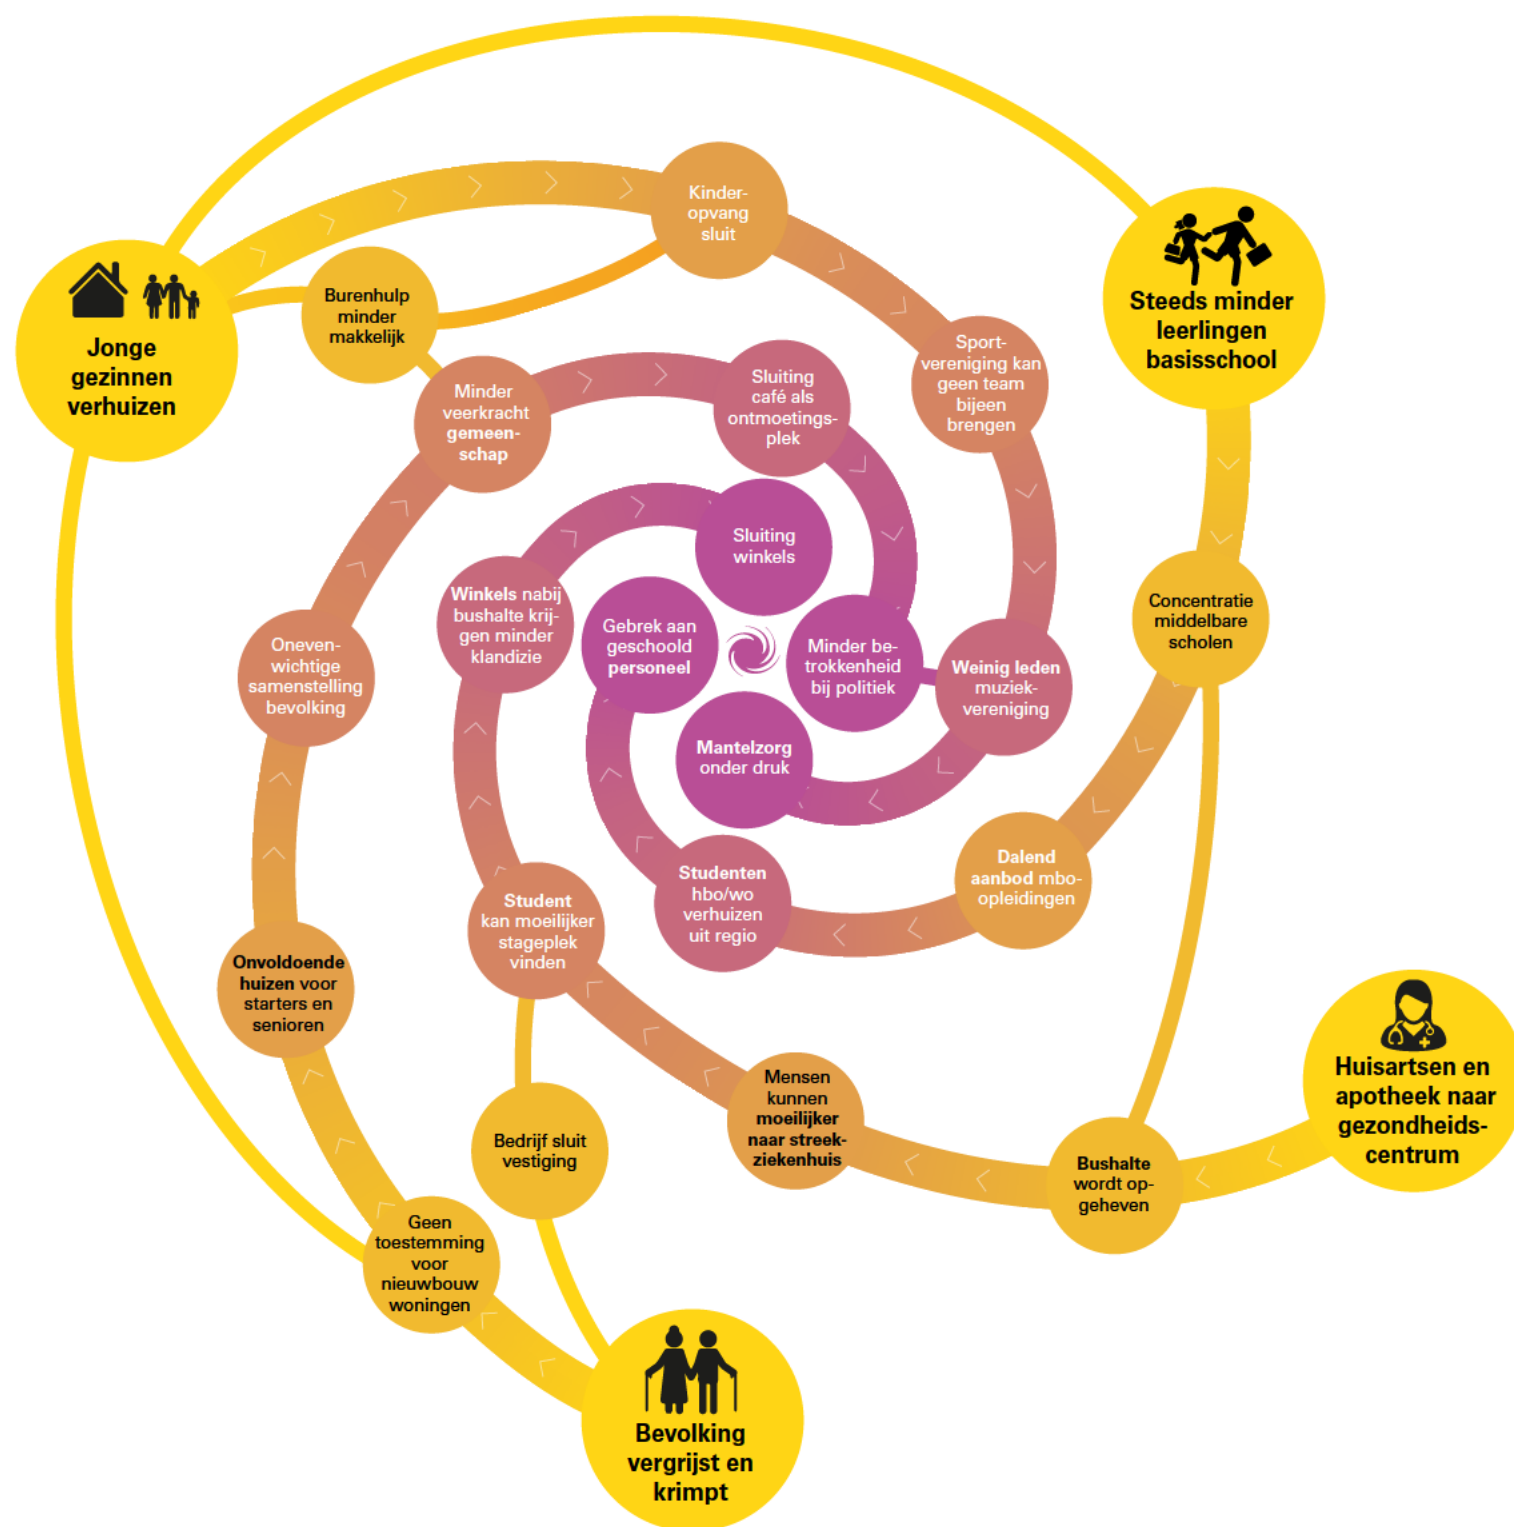 Kinder-
opvang
sluit
Steeds minder
leerlingen
basisschool
Burenhulp
minder
makkelijk
Jonge
gezinnen
verhuizen
Sport-
vereniging kan
geen team
bijeen
brengen
Sluiting
café als
ontmoetings-
plek
Minder
veerkracht
gemeen-
schap
Sluiting
winkels
Winkels nabij
bushalte krij-
gen minder
klandizie
Gebrek aan
geschoold
personeel
Minder be-
trokkenheid
bij politiek
Weinig leden
muziek-
vereniging
Concentratie
middelbare
scholen
Oneven-
wichtige
samenstelling
bevolking
Mantelzorg
onder druk
Dalend
aanbod mbo-
opleidingen
Studenten
hbo/wo
verhuizen
uit regio
Student
kan moeilijker
stageplek
vinden
Onvoldoende
huizen voor
starters en
senioren
Huisartsen en
apotheek naar
gezondheids-
centrum
Mensen
kunnen
moeilijker
naar streek-
ziekenhuis
Bushalte
wordt op-
geheven
Bedrijf sluit
vestiging
Geen
toestemming
voor
nieuwbouw
woningen
Bevolking
vergrijst en
krimpt